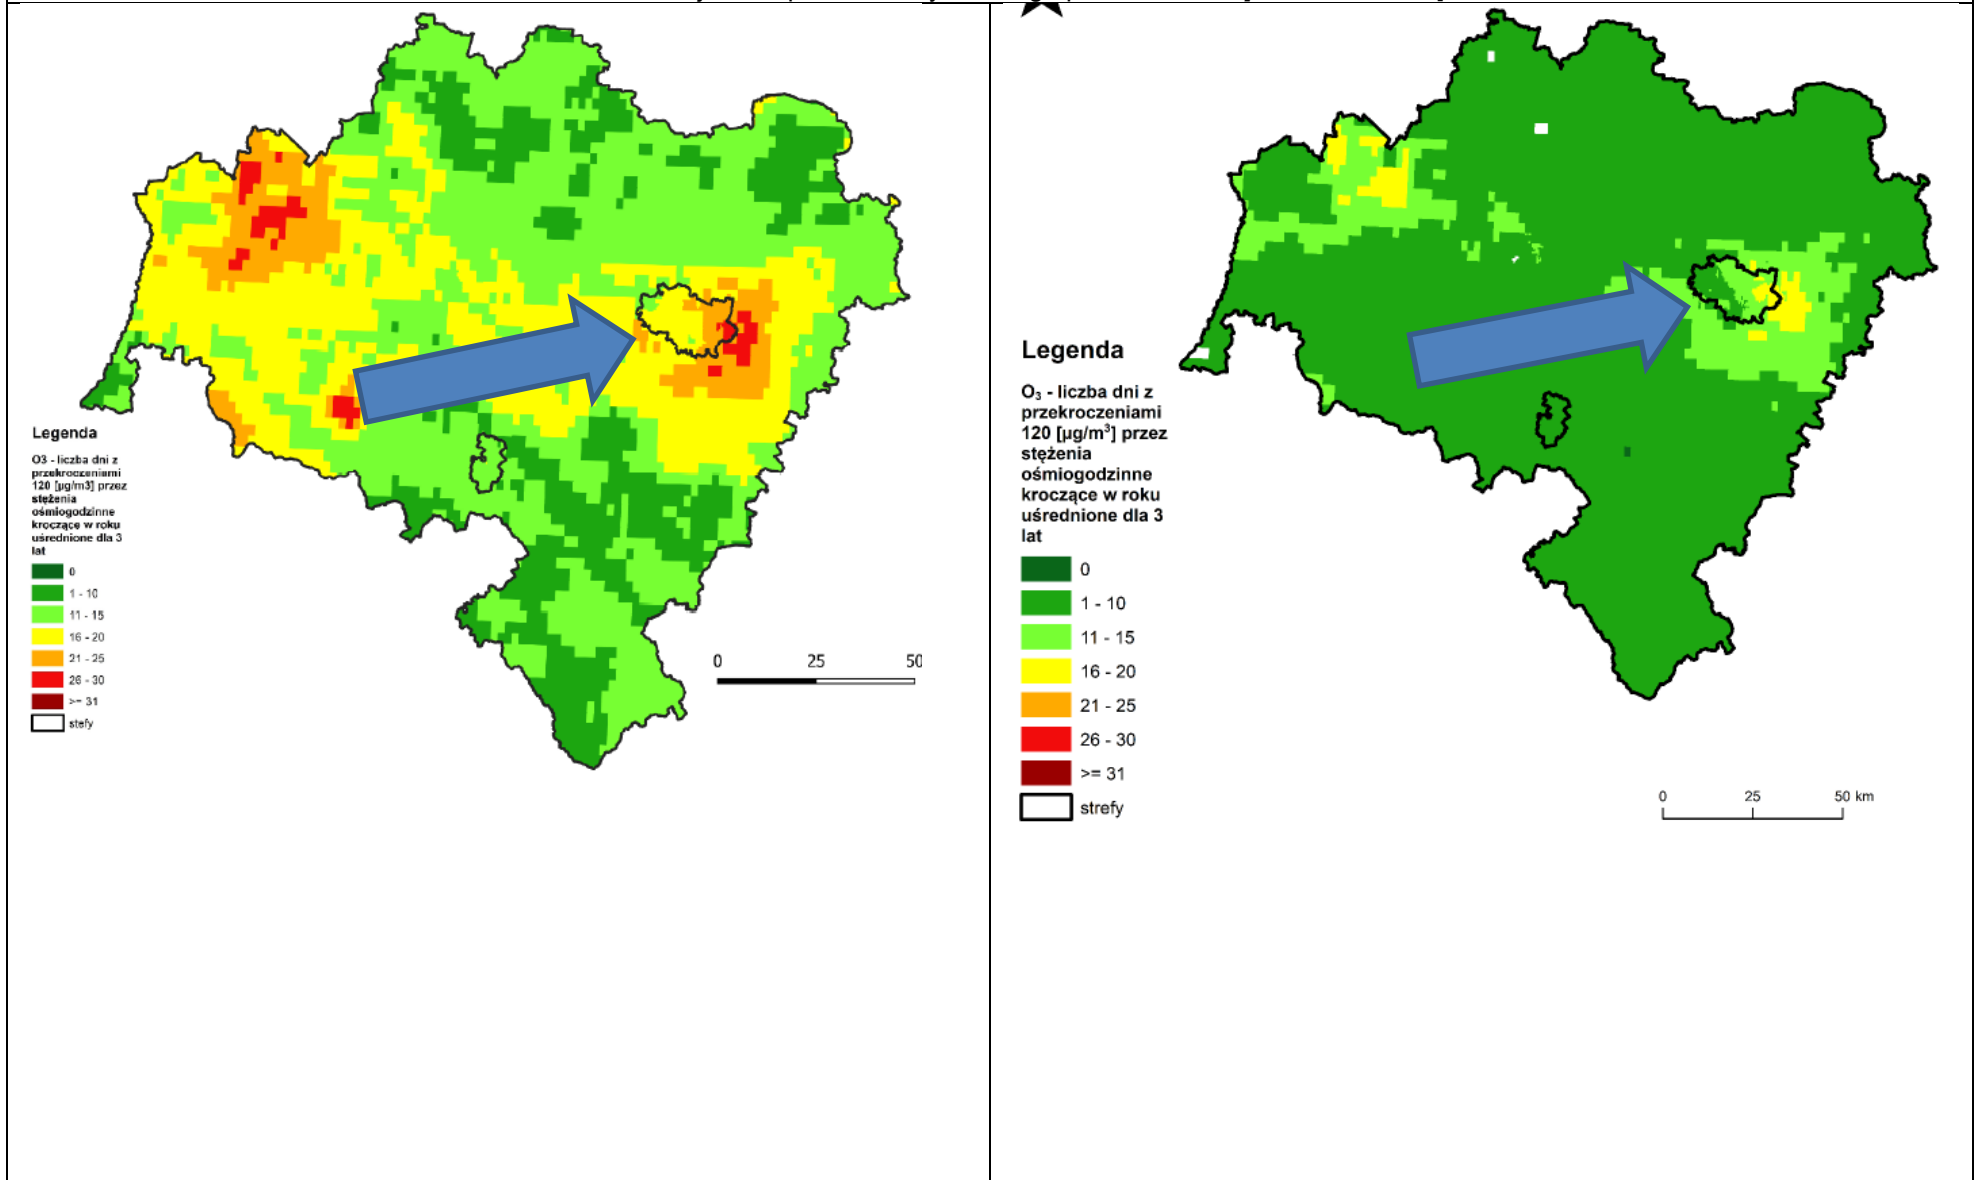 Legenda
O3 - liczba dni z
przekroczeniami
120 [µg/m3] przez
stężenia
ośmiogodzinne
kroczące w roku
uśrednione dla 3
lat
0
1 - 10
11 - 15
16 - 20
21 - 25
26 - 30
>= 31
stefy
0 25 50
Legenda
O₃ - liczba dni z
przekroczeniami
120 [µg/m³] przez
stężenia
ośmiogodzinne
kroczące w roku
uśrednione dla 3
lat
0
1 - 10
11 - 15
16 - 20
21 - 25
26 - 30
>= 31
strefy
0 25 50 km